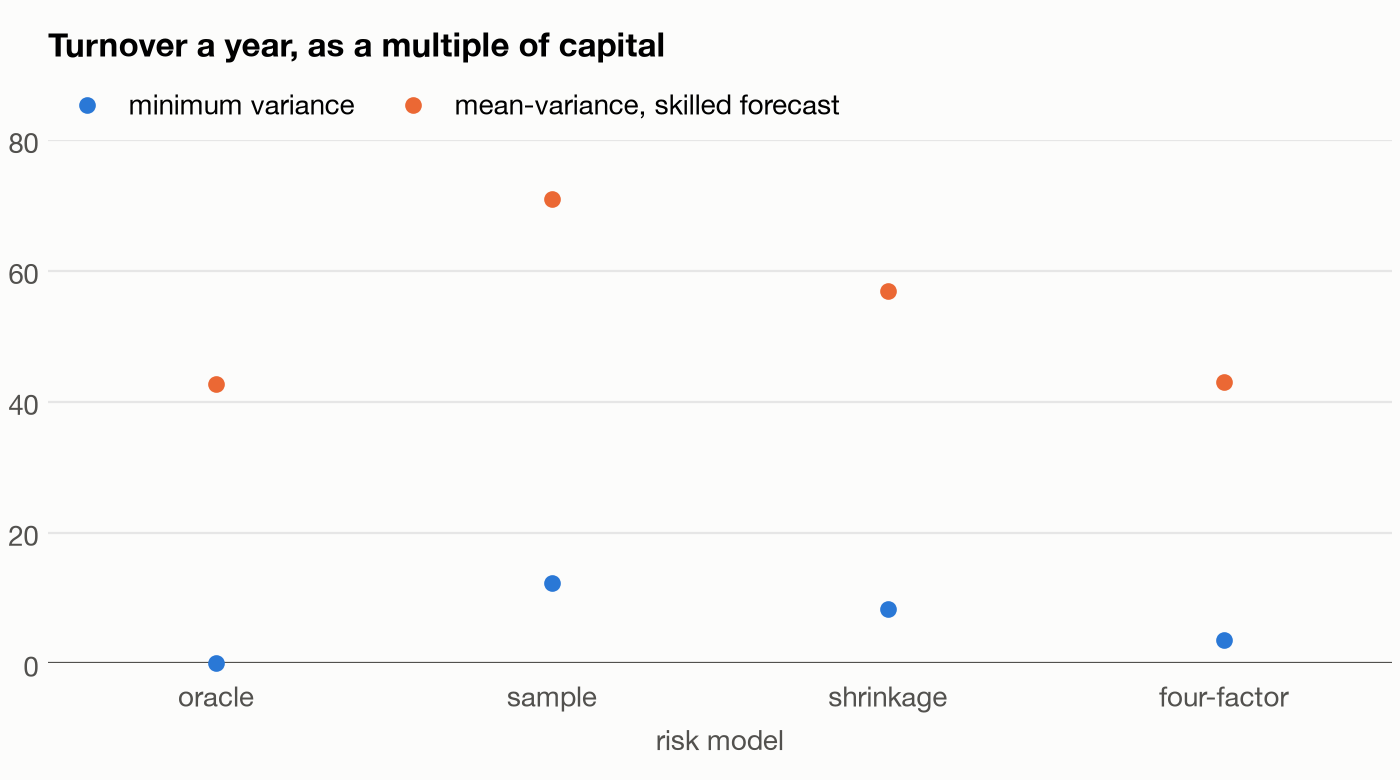 Turnover a year, as a multiple of capital
minimum variance mean-variance, skilled forecast
80
60
40
20
0
oracle sample shrinkage four-factor
risk model